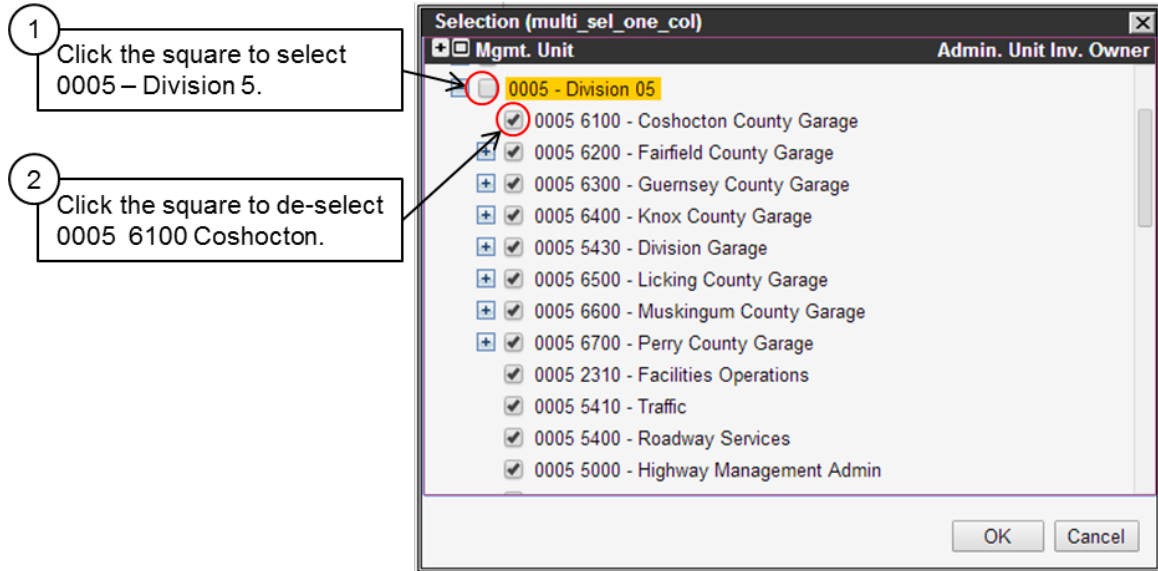 1
Click the square to select
0005 – Division 5.
2
Click the square to de-select
0005  6100 Coshocton.
Selection (multi_sel_one_col)
Mgmt. Unit Admin. Unit Inv. Owner
0005 - Division 05
0005 6100 - Coshocton County Garage
0005 6200 - Fairfield County Garage
0005 6300 - Guernsey County Garage
0005 6400 - Knox County Garage
0005 5430 - Division Garage
0005 6500 - Licking County Garage
0005 6600 - Muskingum County Garage
0005 6700 - Perry County Garage
0005 2310 - Facilities Operations
0005 5410 - Traffic
0005 5400 - Roadway Services
0005 5000 - Highway Management Admin
OK Cancel